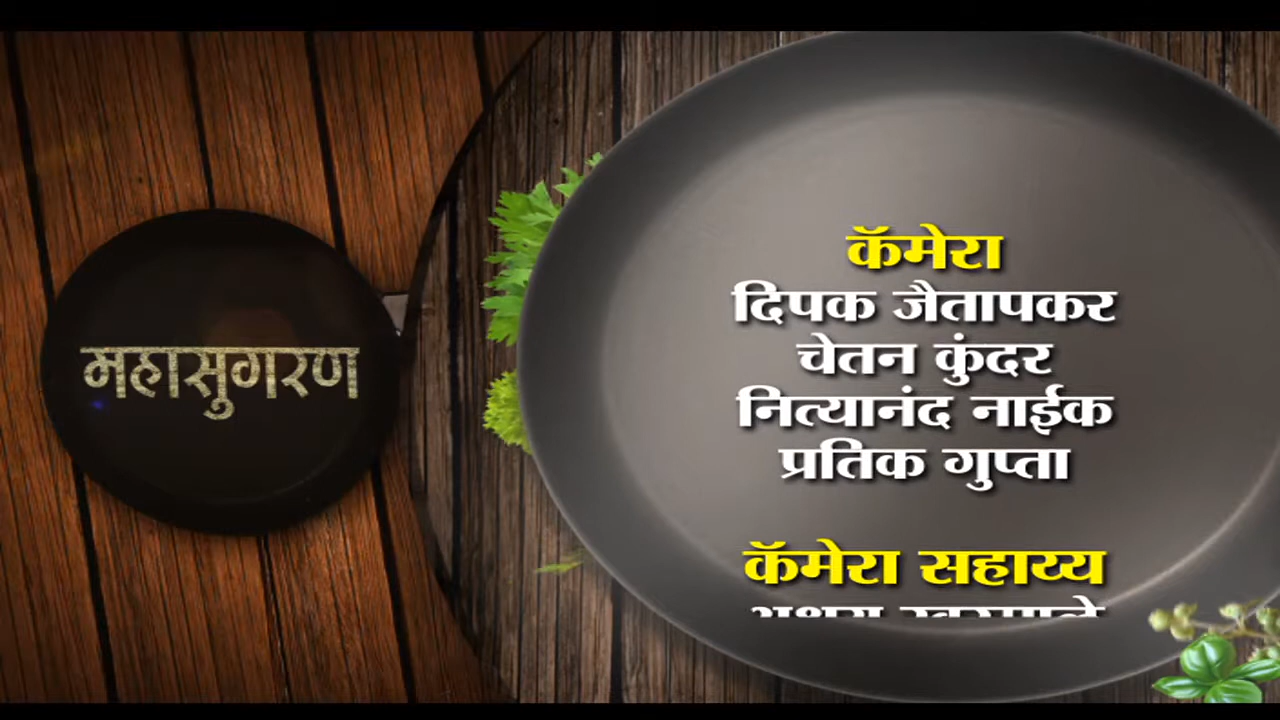 महासुगरण
कॅमेरा
दिपक जैतापकर
चेतन कुंदर
नित्यानंद नाईक
प्रतिक गुप्ता
कॅमेरा सहाय्य